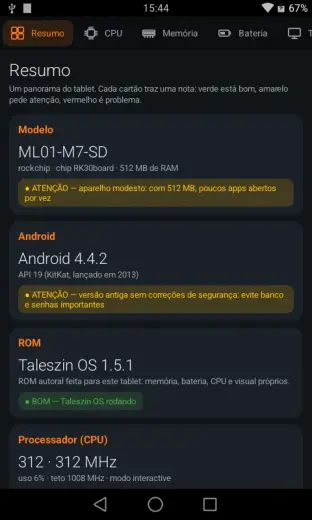 15:44
67%
Resumo
CPU
Memória
Bateria
T
Resumo
Um panorama do tablet. Cada cartão traz uma nota: verde está bom, amarelo
pede atenção, vermelho é problema.
Modelo
ML01-M7-SD
rockchip · chip RK30board · 512 MB de RAM
● ATENÇÃO — aparelho modesto: com 512 MB, poucos apps abertos
por vez
Android
Android 4.4.2
API 19 (KitKat, lançado em 2013)
● ATENÇÃO — versão antiga sem correções de segurança: evite banco
e senhas importantes
ROM
Taleszin OS 1.5.1
ROM autoral feita para este tablet: memória, bateria, CPU e visual próprios.
● BOM — Taleszin OS rodando
Processador (CPU)
312 · 312 MHz
uso 6% · teto 1008 MHz · modo interactive